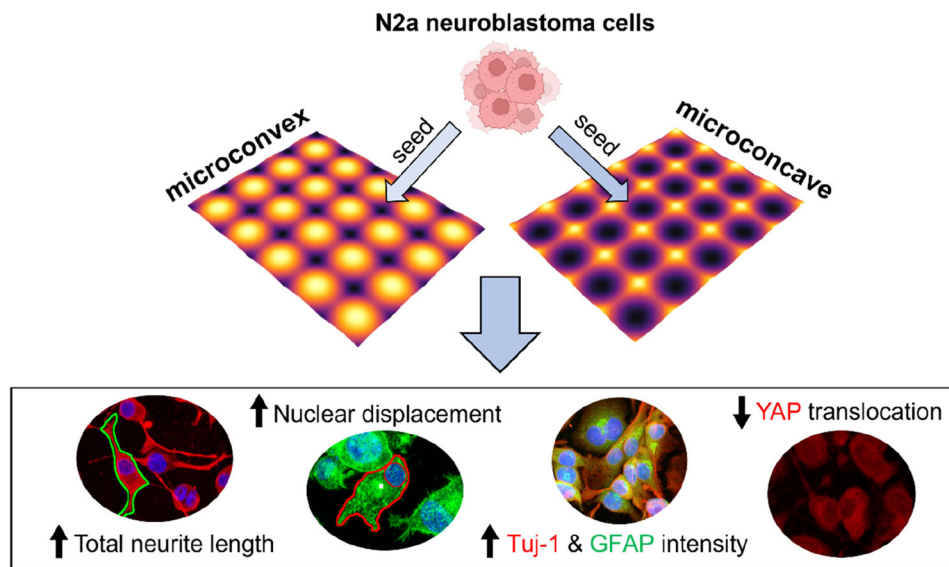 N2a neuroblastoma cells
microconvex
seed
seed
microconcave
Nuclear displacement
YAP translocation
Total neurite length
Tuj-1 & GFAP intensity